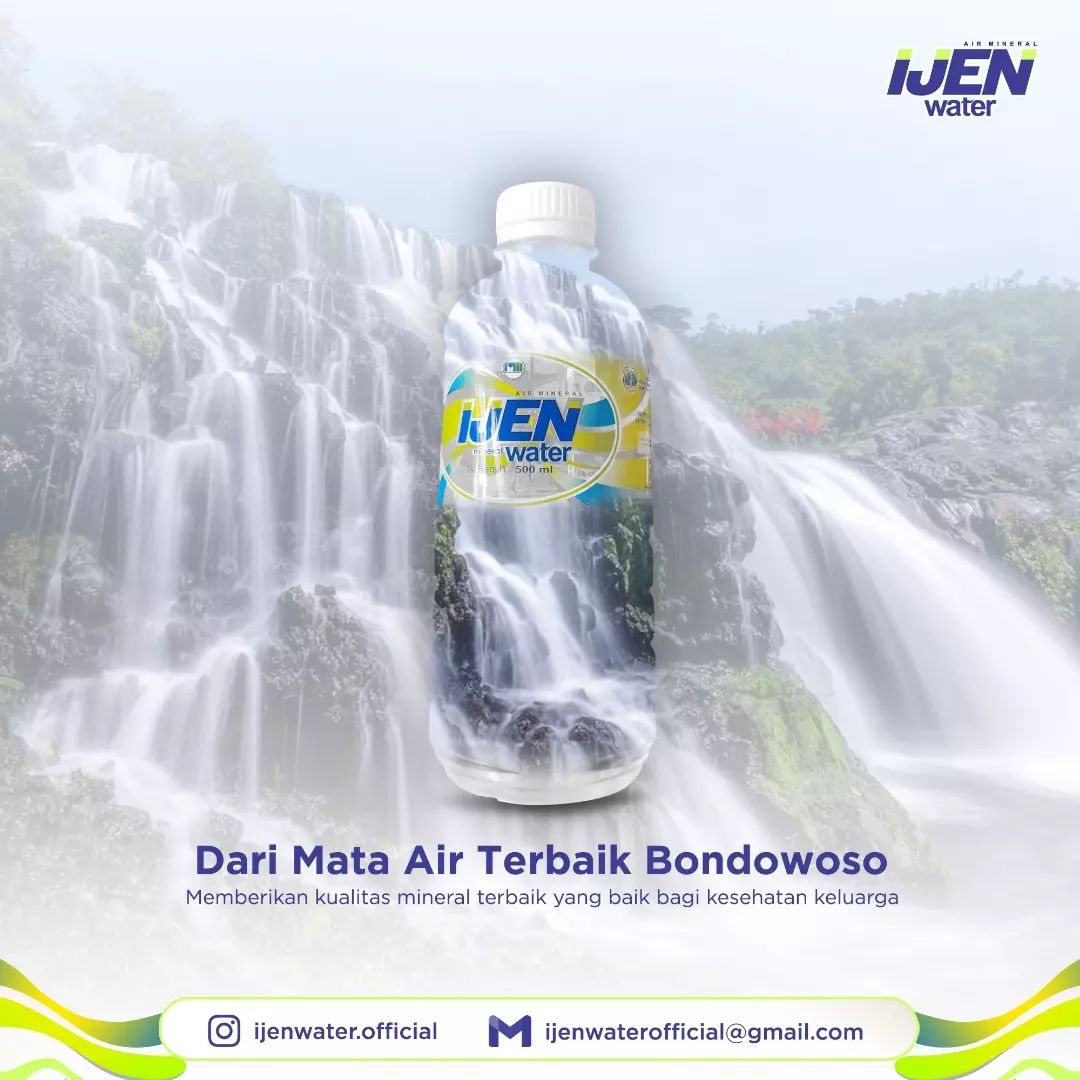 AIR MINERAL
IJEN
water
AIR MINERAL
IJEN
mineral water
500 ml
Dari Mata Air Terbaik Bondowoso
Memberikan kualitas mineral terbaik yang baik bagi kesehatan keluarga
ijenwater.official
ijenwaterofficial@gmail.com